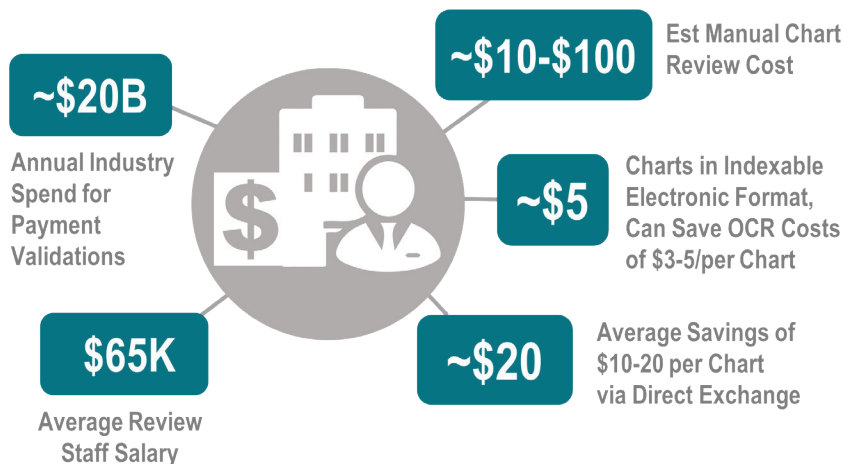 ~$20B
Annual Industry
Spend for
Payment
Validations
$
$65K
Average Review
Staff Salary
~$10-$100
Est Manual Chart
Review Cost
~$5
Charts in Indexable
Electronic Format,
Can Save OCR Costs
of $3-5/per Chart
~$20
Average Savings of
$10-20 per Chart
via Direct Exchange